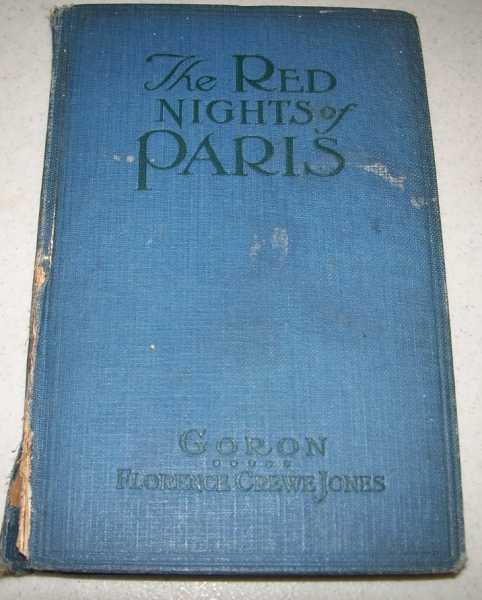 The RED
NIGHTS of
PARIS
GORON
FLORENCE CREWE JONES